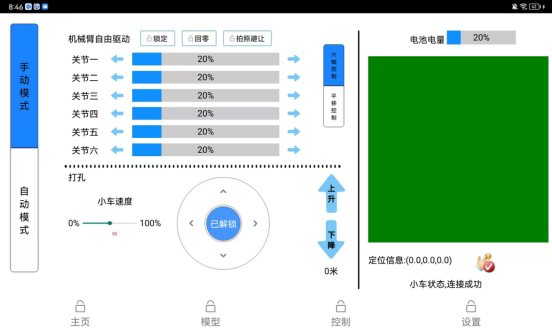 8:46
机械臂自由驱动 锁定 回零 拍照避让
电池电量 20%
手动模式
自动模式
关节一 20%
关节二 20%
关节三 20%
关节四 20%
关节五 20%
关节六 20%
六轴控制
平移控制
打孔
小车速度
0% 100%
50
已解锁
上升
下降
0米
定位信息:(0.0,0.0,0.0)
小车状态,连接成功
主页 模型 控制 设置